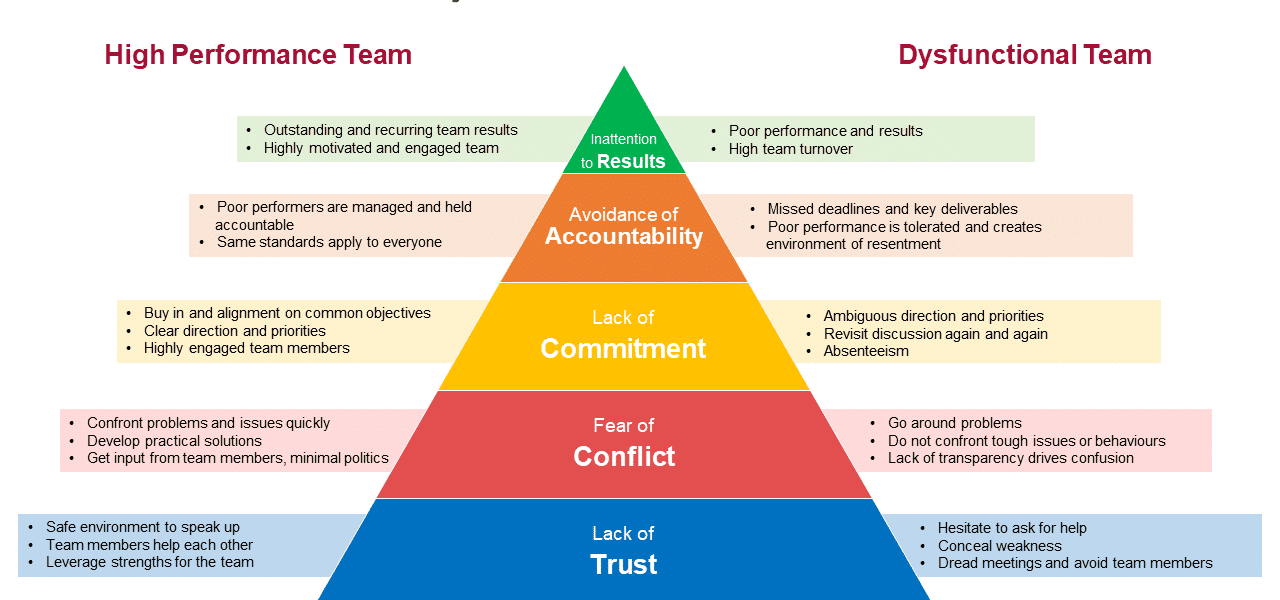 High Performance Team
Dysfunctional Team
• Outstanding and recurring team results
• Highly motivated and engaged team
Inattention
to Results
• Poor performance and results
• High team turnover
• Poor performers are managed and held
accountable
• Same standards apply to everyone
Avoidance of
Accountability
• Missed deadlines and key deliverables
• Poor performance is tolerated and creates
environment of resentment
• Buy in and alignment on common objectives
• Clear direction and priorities
• Highly engaged team members
Lack of
Commitment
• Ambiguous direction and priorities
• Revisit discussion again and again
• Absenteeism
• Confront problems and issues quickly
• Develop practical solutions
• Get input from team members, minimal politics
Fear of
Conflict
• Go around problems
• Do not confront tough issues or behaviours
• Lack of transparency drives confusion
• Safe environment to speak up
• Team members help each other
• Leverage strengths for the team
Lack of
Trust
• Hesitate to ask for help
• Conceal weakness
• Dread meetings and avoid team members